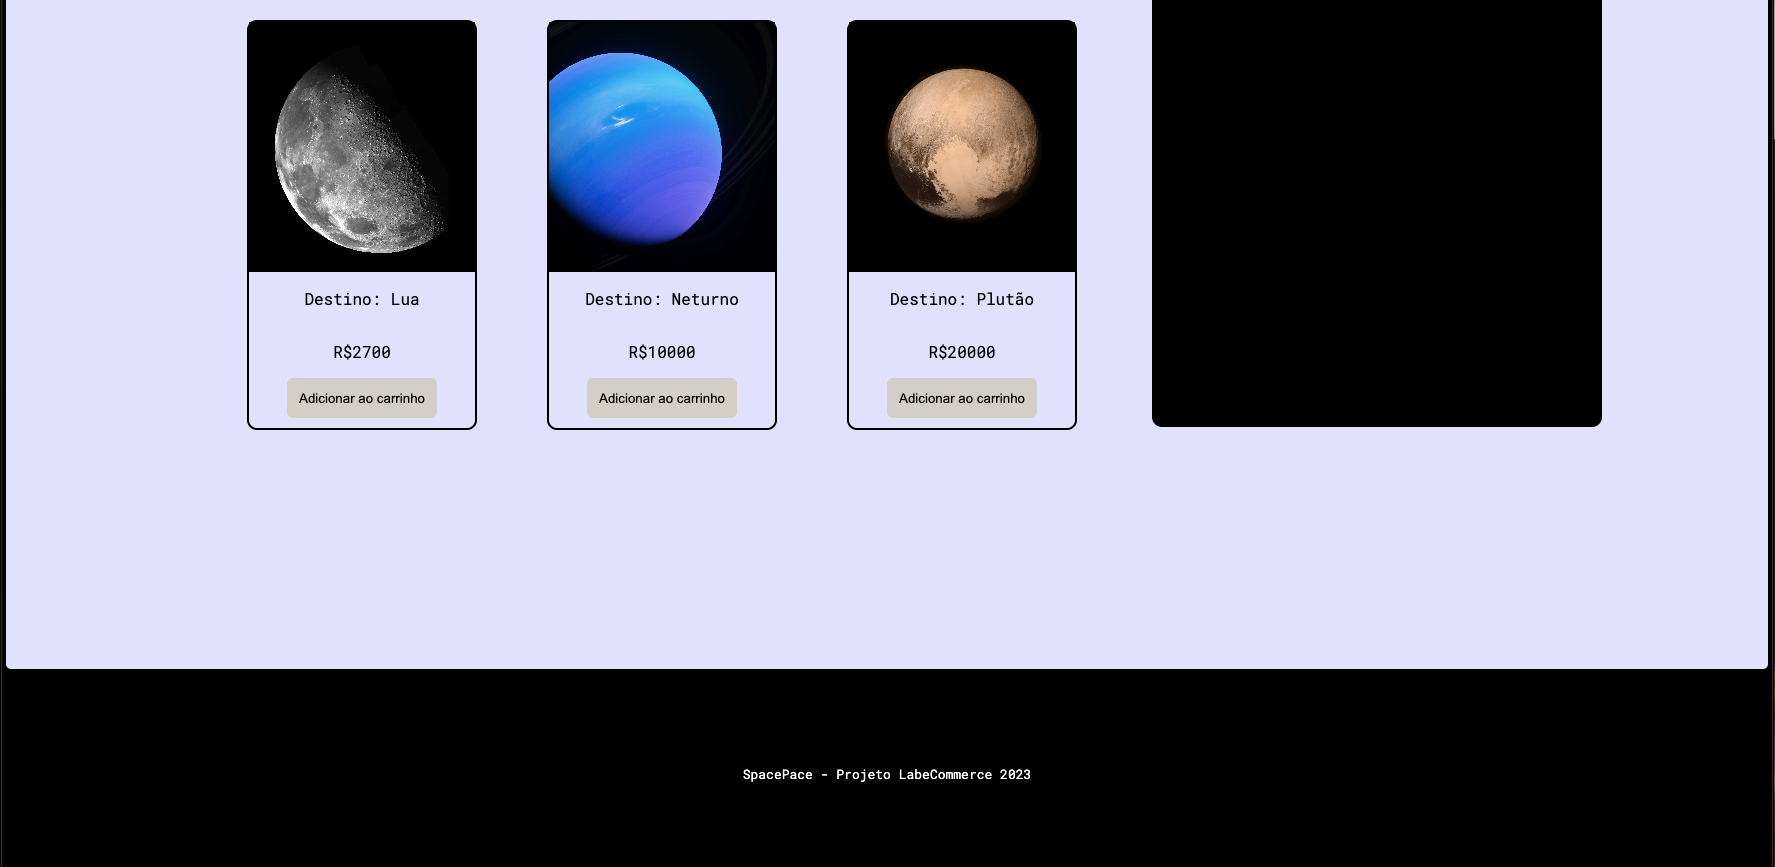 Destino: Lua
R$2700
Adicionar ao carrinho
Destino: Neturno
R$10000
Adicionar ao carrinho
Destino: Plutão
R$20000
Adicionar ao carrinho
SpacePace - Projeto LabeCommerce 2023